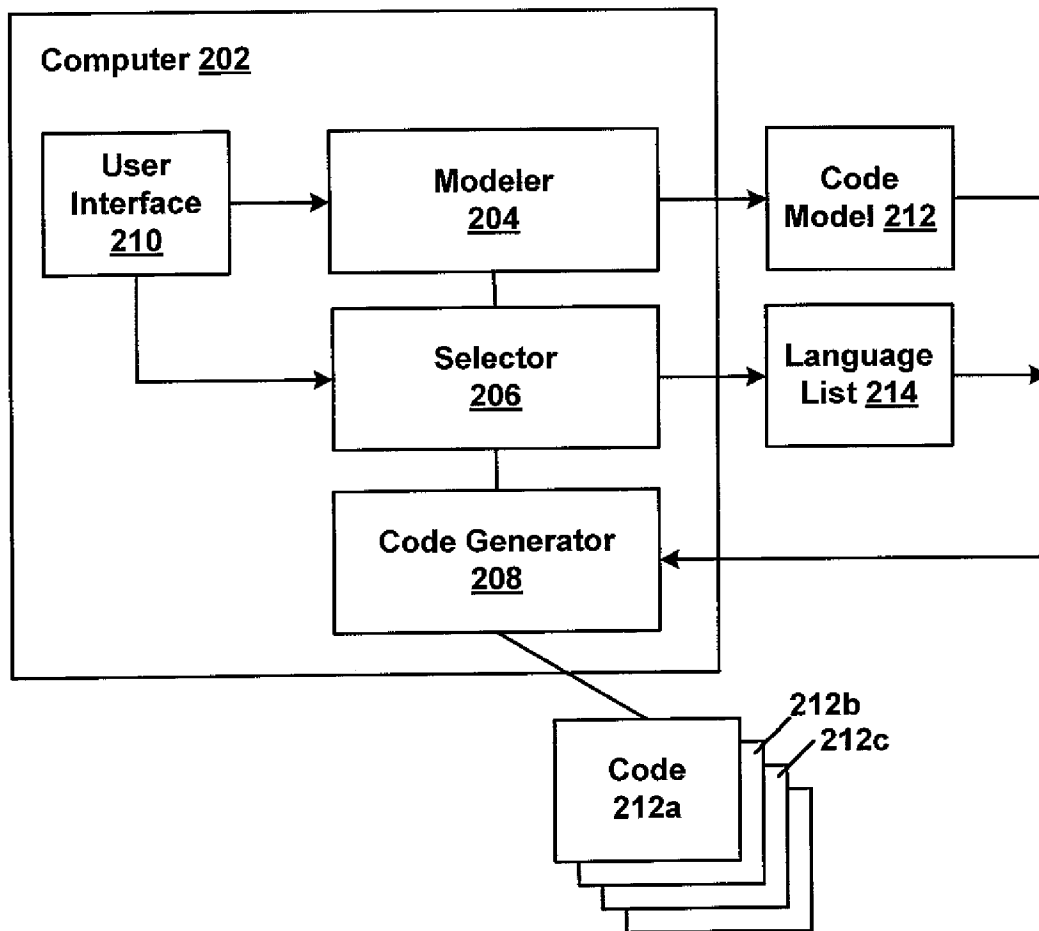 Computer 202
User
Interface
210
Modeler
204
Code
Model 212
Selector
206
Language
List 214
Code Generator
208
212b
212c
Code
212a